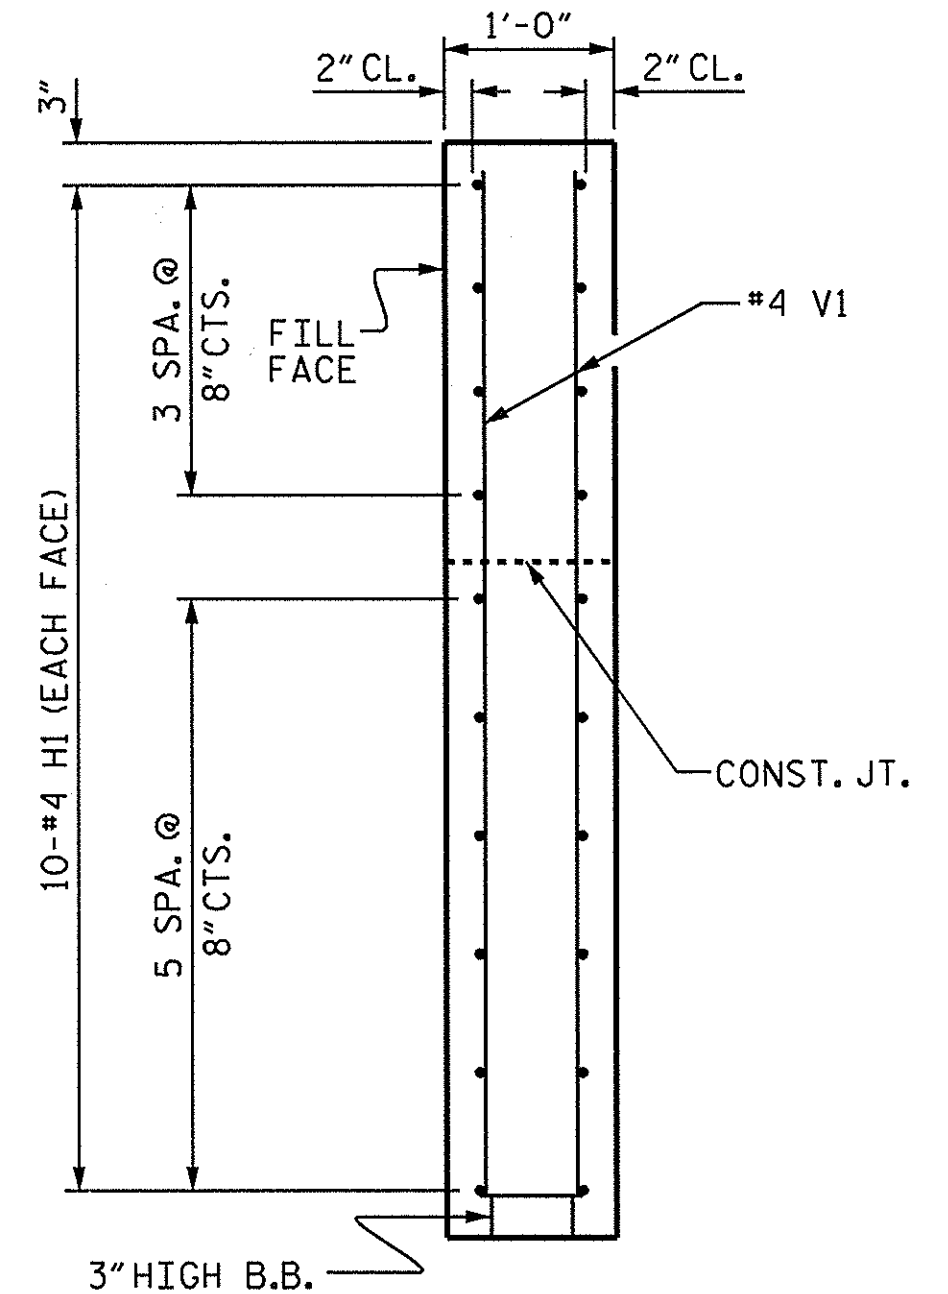 1'-0"
2" CL.
2" CL.
3"
3 SPA. @
8" CTS.
FILL
FACE
#4 V1
10-#4 H1 (EACH FACE)
CONST. JT.
5 SPA. @
8" CTS.
3" HIGH B.B.